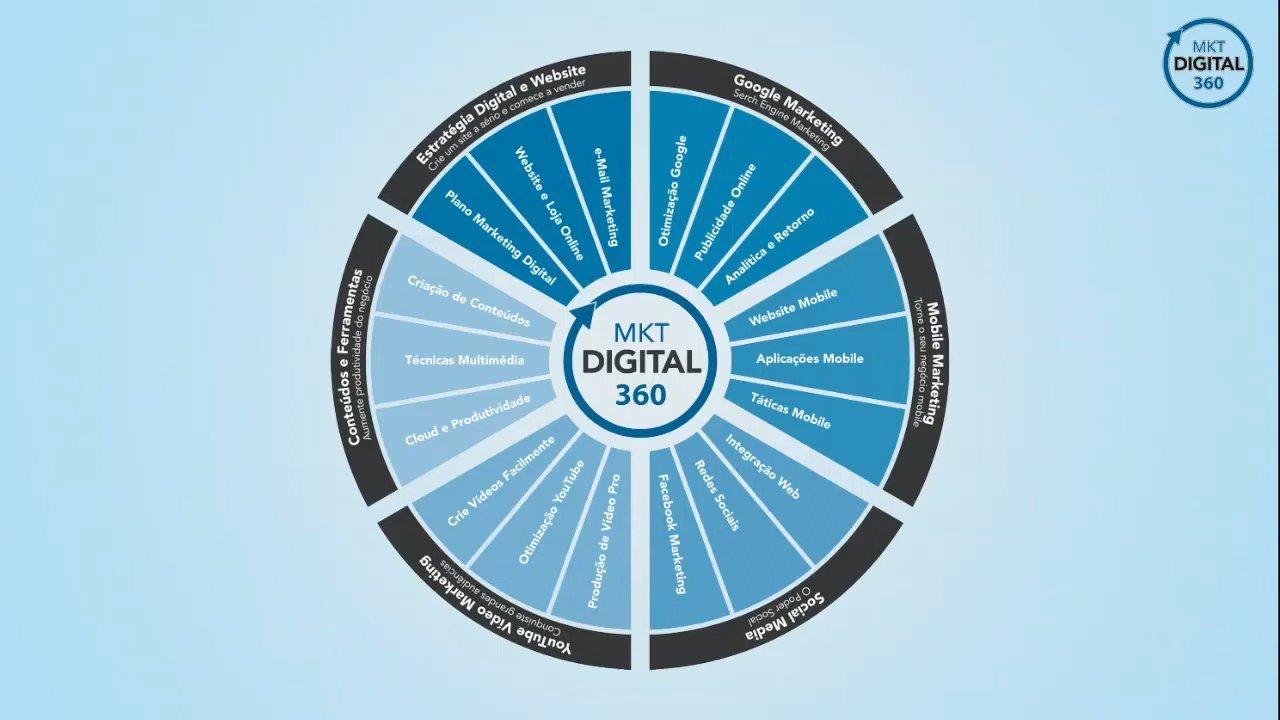 MKT
DIGITAL
360
Estratégia Digital e Website
Crie um site a sério e comece a vender
Plano Marketing Digital
Website e Loja Online
e-Mail Marketing
Google Marketing
Serch Engine Marketing
Otimização Google
Publicidade Online
Analítica e Retorno
Mobile Marketing
Torne o seu negócio mobile
Website Mobile
Aplicações Mobile
Táticas Mobile
Social Media
O Poder Social
Integração Web
Redes Sociais
Facebook Marketing
YouTube Vídeo Marketing
Conquiste grandes audiências
Produção de Vídeo Pro
Otimização YouTube
Crie Vídeos Facilmente
Conteúdos e Ferramentas
Aumente produtividade do negócio
Cloud e Produtividade
Técnicas Multimédia
Criação de Conteúdos
MKT
DIGITAL
360